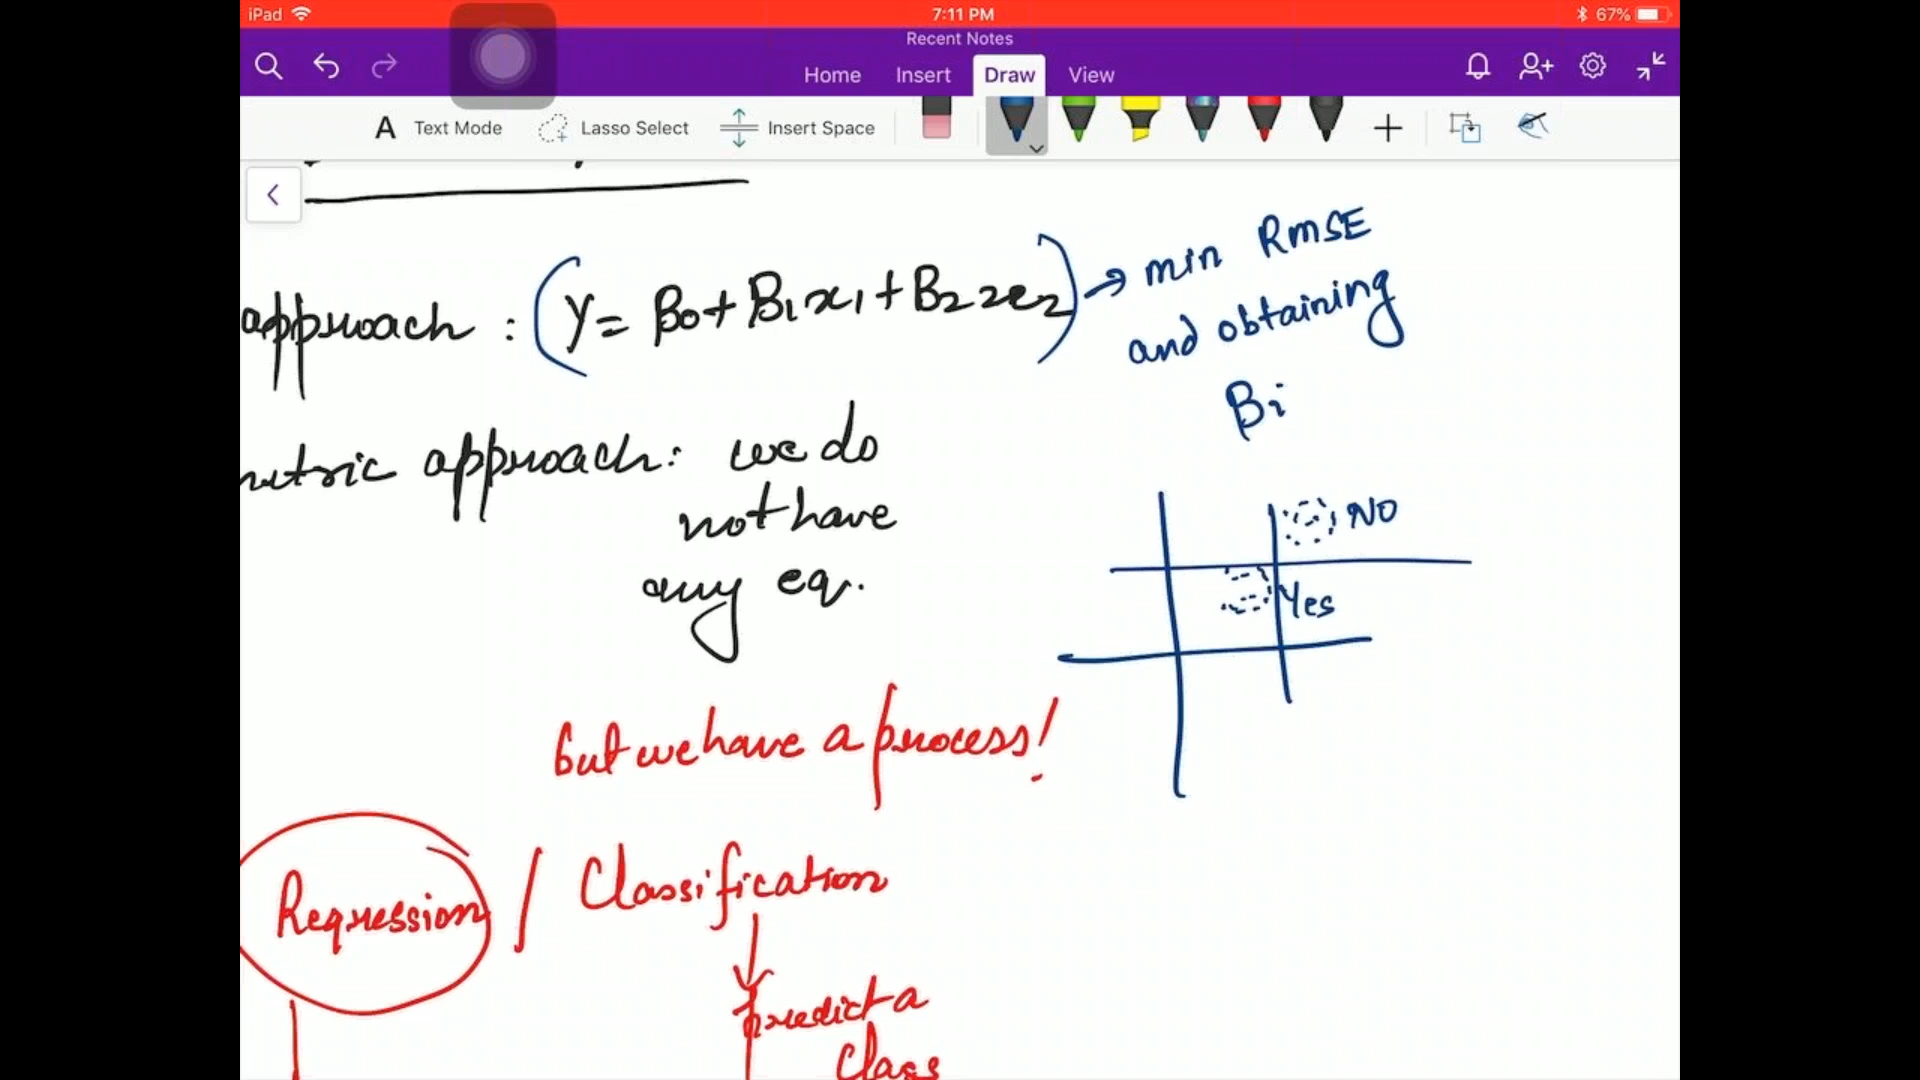 iPad 7:11 PM 67%
Recent Notes
Home Insert Draw View
A Text Mode Lasso Select Insert Space
approach : (y = β0 + B1x1 + B2x2) → min RMSE
and obtaining
Bi
metric approach: we do
not have
any eq.
NO
Yes
but we have a process!
Regression / Classification
predict a
class